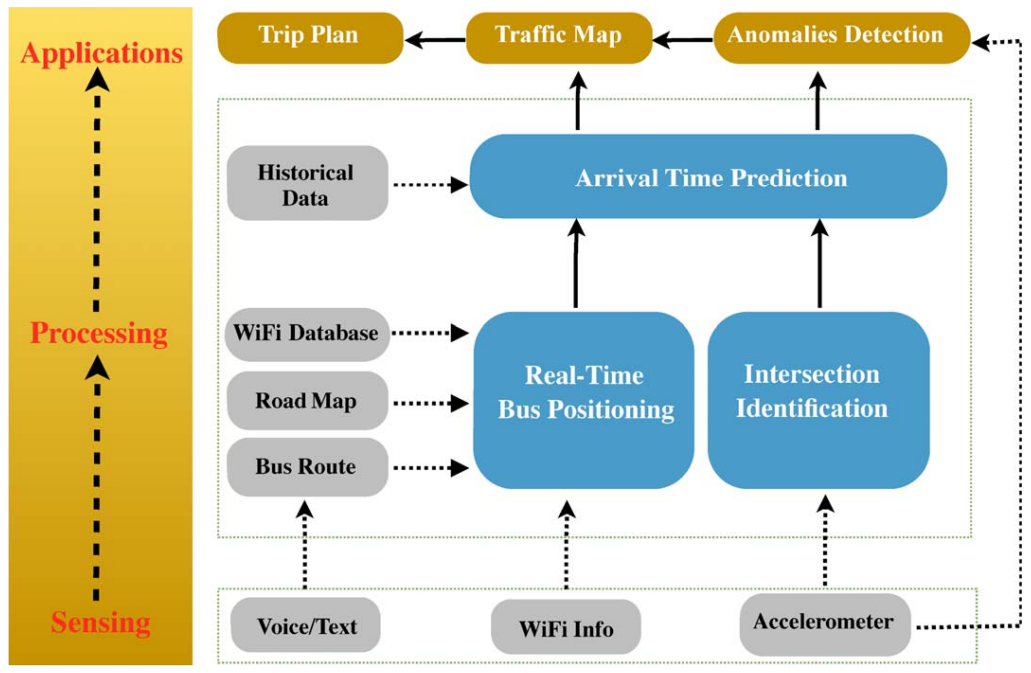 Applications
Processing
Sensing
Trip Plan
Traffic Map
Anomalies Detection
Historical
Data
Arrival Time Prediction
WiFi Database
Road Map
Bus Route
Real-Time
Bus Positioning
Intersection
Identification
Voice/Text
WiFi Info
Accelerometer